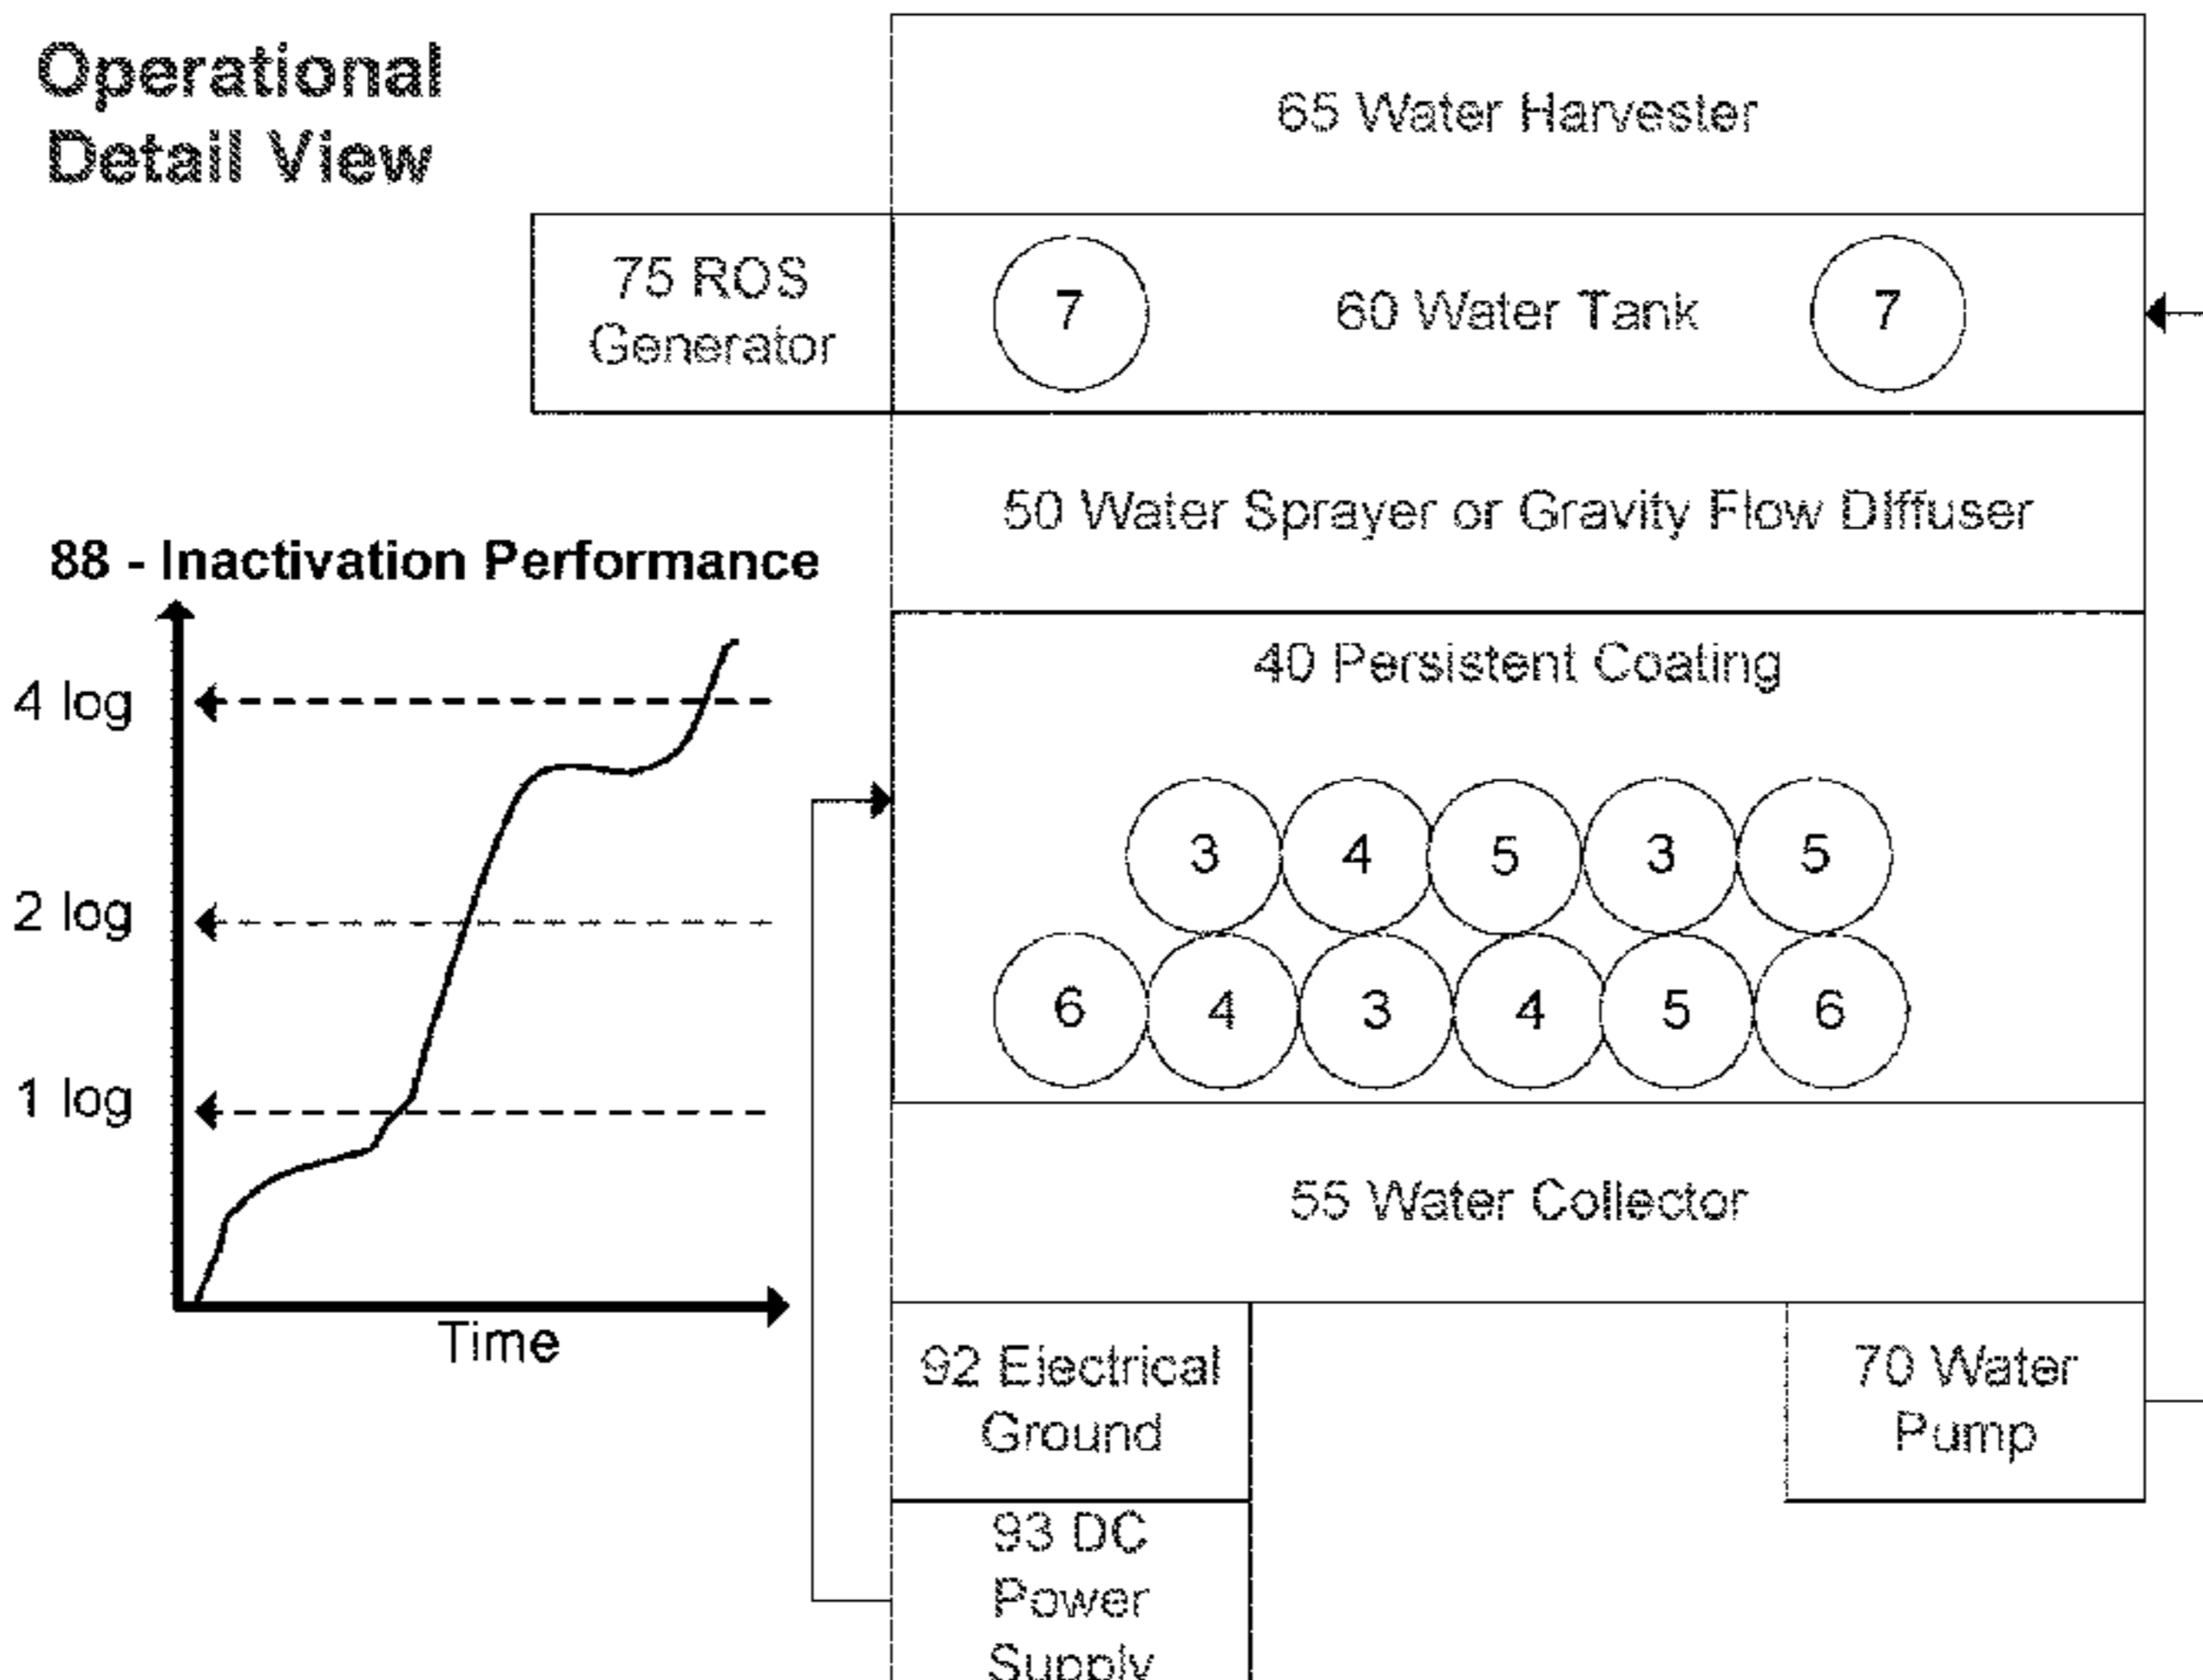 Operational
Detail View
65 Water Harvester
75 ROS
Generator
7
60 Water Tank
7
50 Water Sprayer or Gravity Flow DIffuser
88 - Inactivation Performance
4 log
2 log
1 log
Time
40 Persistent Coating
3 4 5 3 5
6 4 3 4 5 6
55 Water Collector
92 Electrical
Ground
70 Water
Pump
93 DC
Power
Supply